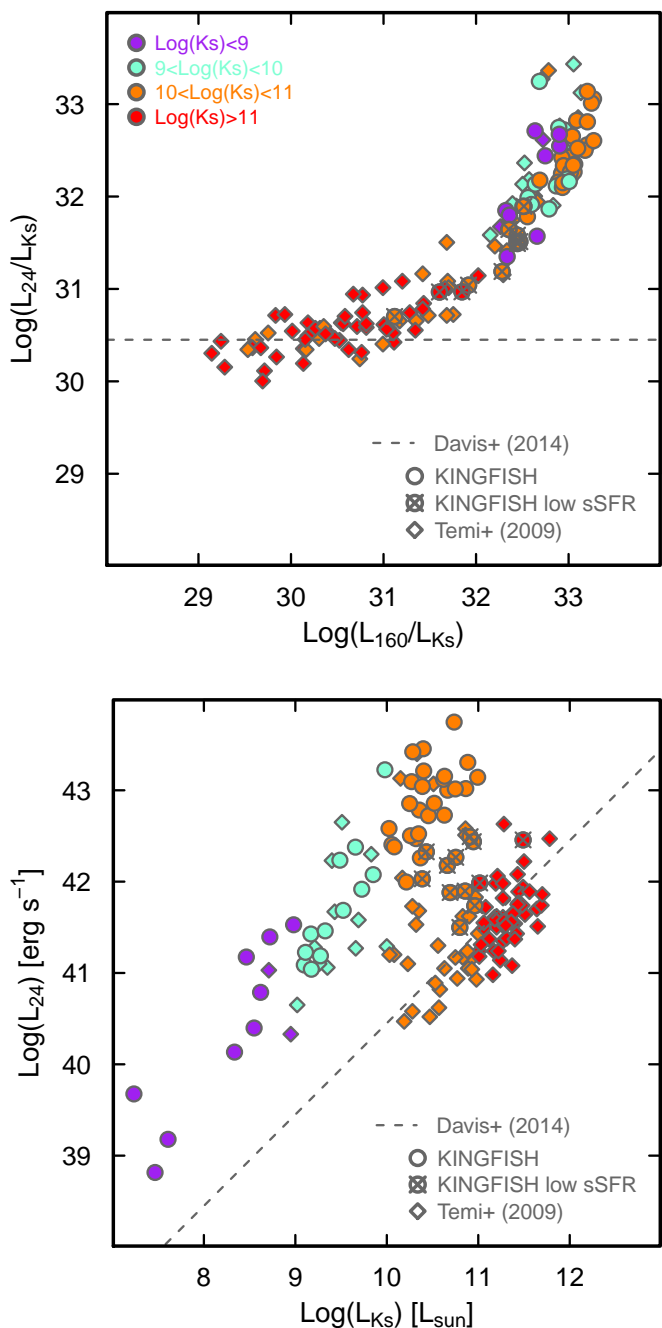 Log(Ks)<9
9<Log(Ks)<10
10<Log(Ks)<11
Log(Ks)>11
33
32
31
30
29
Log(L24/LKs)
Davis+ (2014)
KINGFISH
KINGFISH low sSFR
Temi+ (2009)
29 30 31 32 33
Log(L160/LKs)
43
42
41
40
39
Log(L24) [erg s−1]
Davis+ (2014)
KINGFISH
KINGFISH low sSFR
Temi+ (2009)
8 9 10 11 12
Log(LKs) [Lsun]